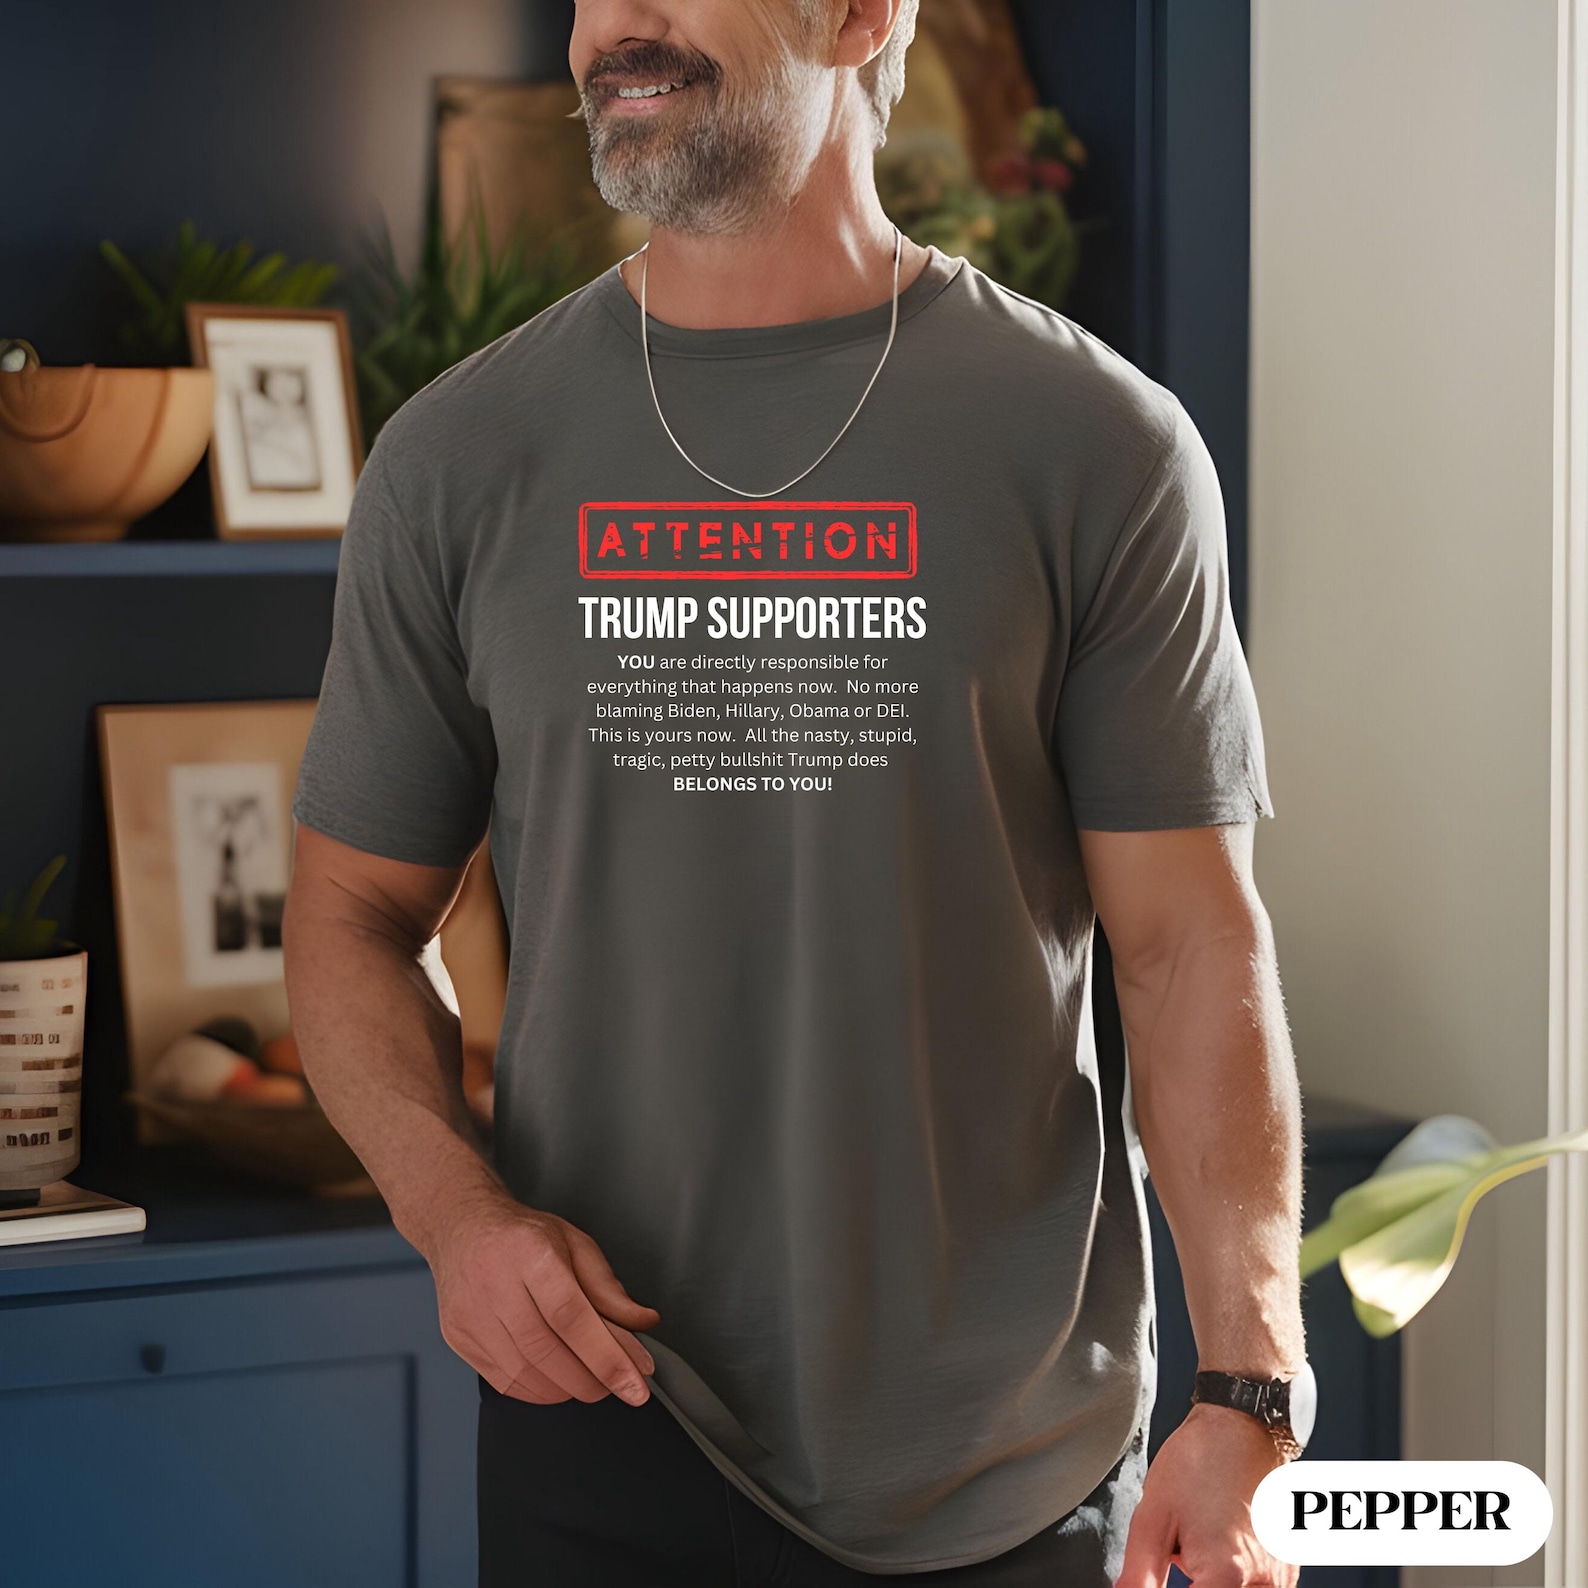 ATTENTION
TRUMP SUPPORTERS
YOU are directly responsible for
everything that happens now.  No more
blaming Biden, Hillary, Obama or DEI.
This is yours now.  All the nasty, stupid,
tragic, petty bullshit Trump does
BELONGS TO YOU!
PEPPER